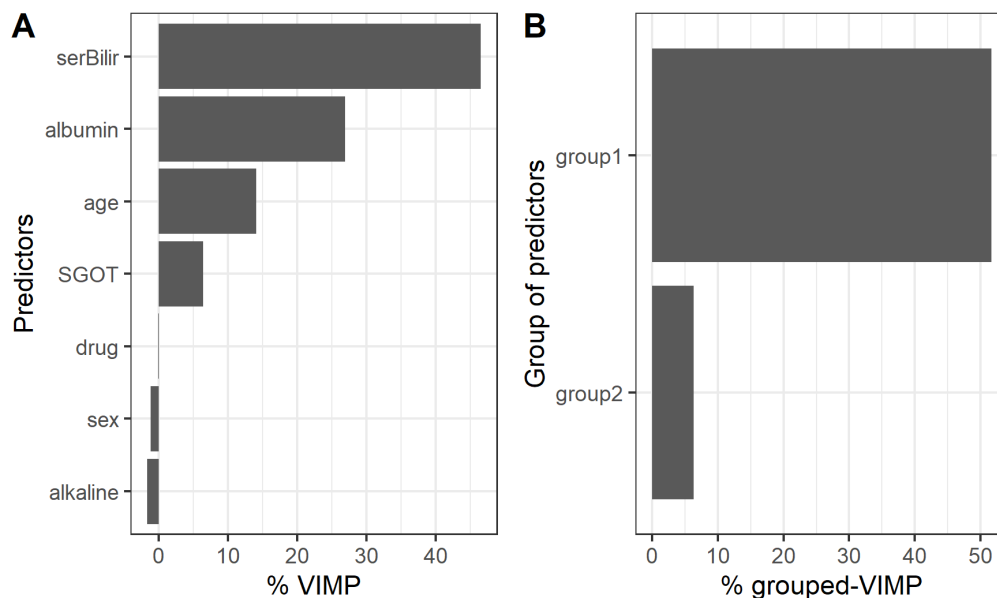 A
serBilir
albumin
age
SGOT
drug
sex
alkaline
Predictors
0 10 20 30 40
% VIMP
B
group1
group2
Group of predictors
0 10 20 30 40 50
% grouped-VIMP